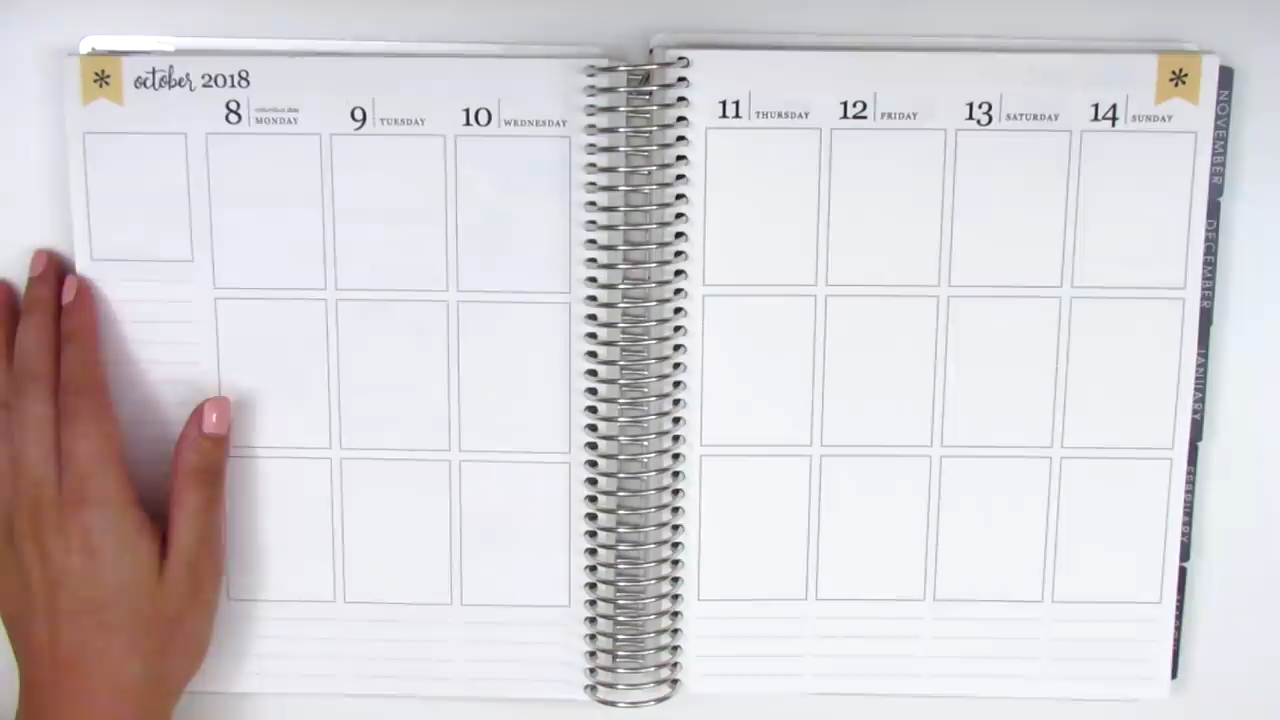 * october 2018 *
8 MONDAY
9 TUESDAY
10 WEDNESDAY
11 THURSDAY
12 FRIDAY
13 SATURDAY
14 SUNDAY
NOVEMBER
DECEMBER
JANUARY
FEBRUARY